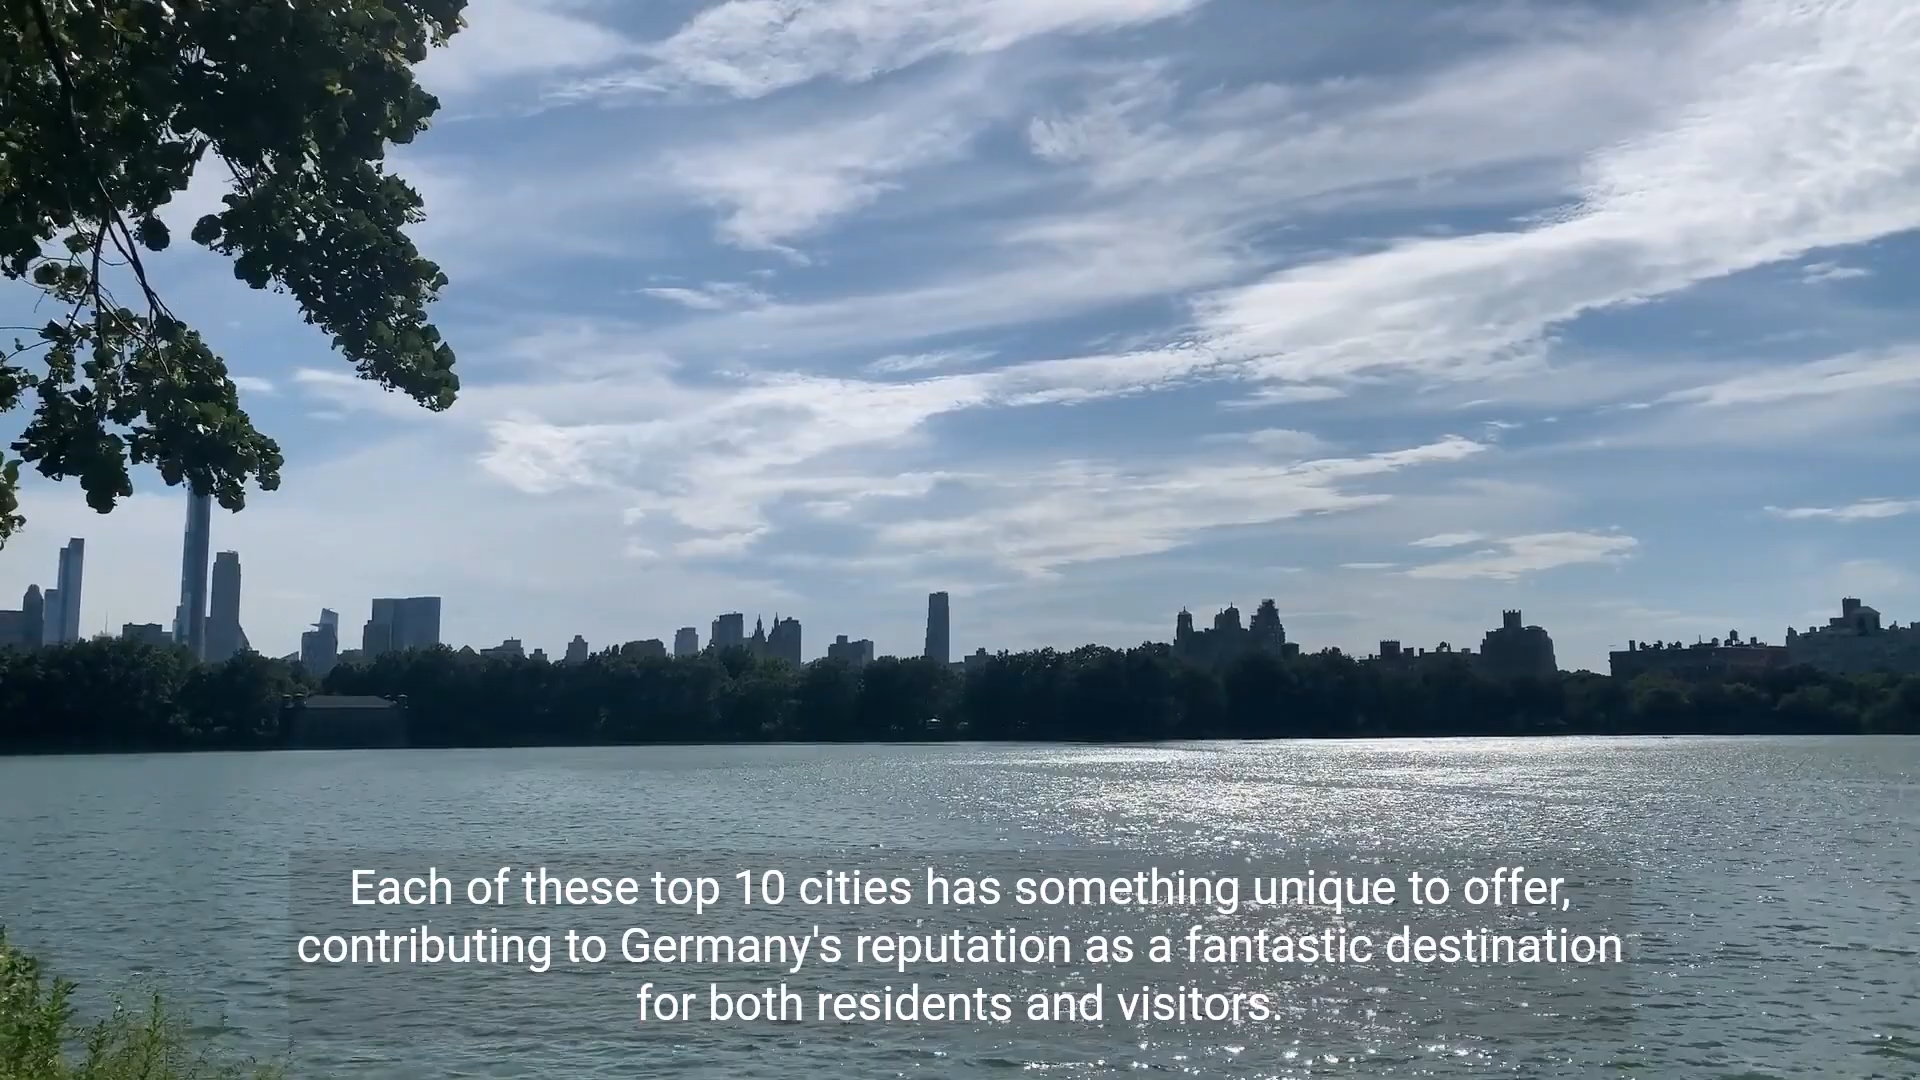 Each of these top 10 cities has something unique to offer,
contributing to Germany's reputation as a fantastic destination
for both residents and visitors.